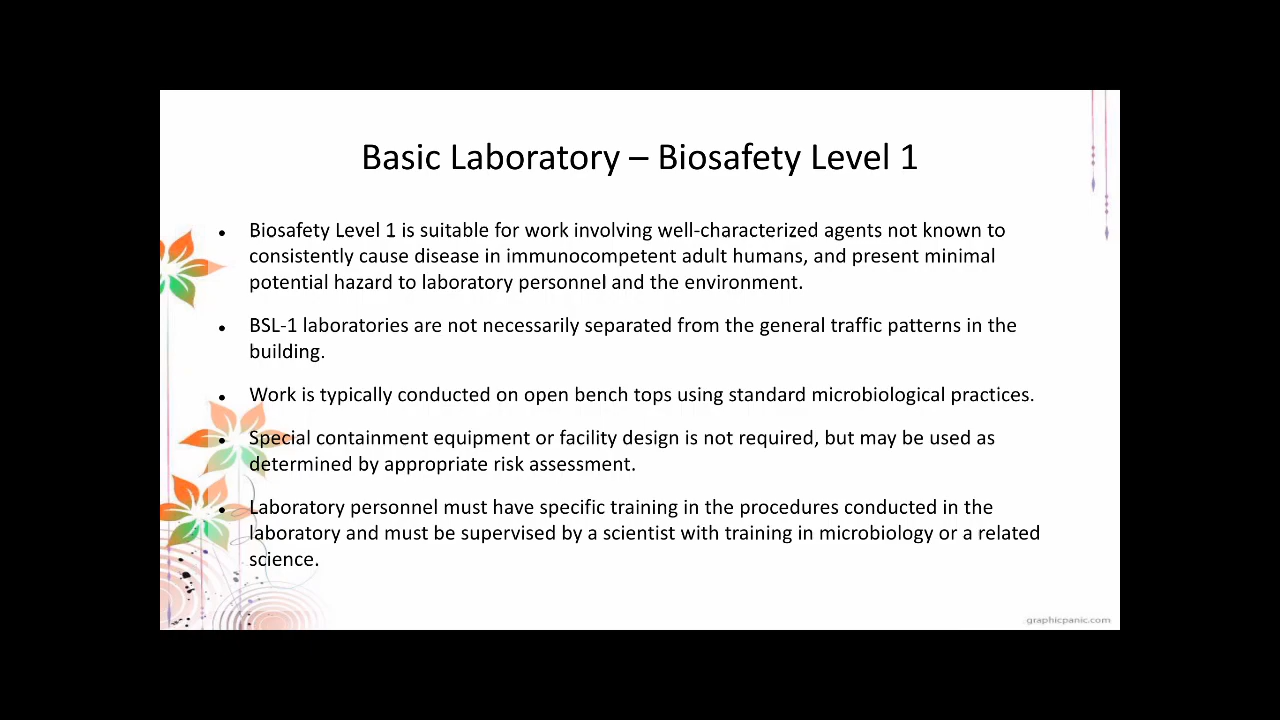 Basic Laboratory – Biosafety Level 1
• Biosafety Level 1 is suitable for work involving well-characterized agents not known to
consistently cause disease in immunocompetent adult humans, and present minimal
potential hazard to laboratory personnel and the environment.
• BSL-1 laboratories are not necessarily separated from the general traffic patterns in the
building.
• Work is typically conducted on open bench tops using standard microbiological practices.
• Special containment equipment or facility design is not required, but may be used as
determined by appropriate risk assessment.
• Laboratory personnel must have specific training in the procedures conducted in the
laboratory and must be supervised by a scientist with training in microbiology or a related
science.
graphicpanic.com